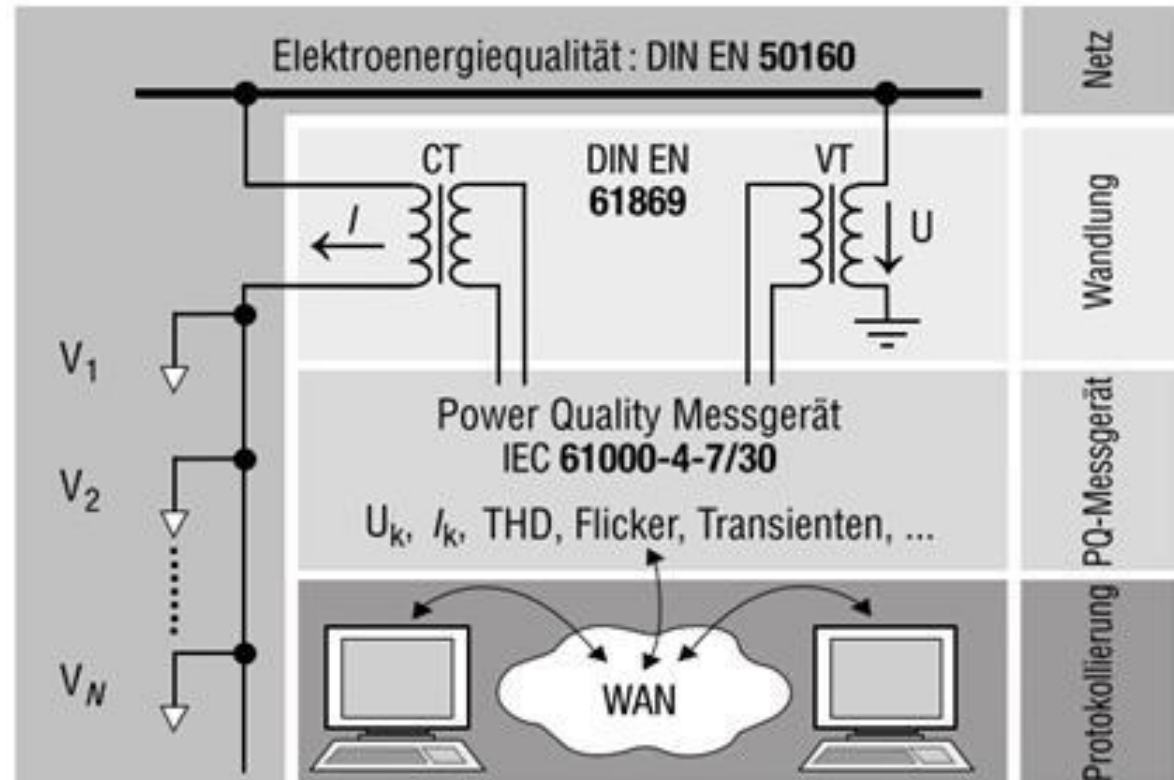 Elektroenergiequalität : DIN EN 50160
Netz
CT
DIN EN
61869
VT
I
U
Wandlung
V1
V2
VN
Power Quality Messgerät
IEC 61000-4-7/30
Uk, Ik, THD, Flicker, Transienten, ...
PQ-Messgerät
WAN
Protokollierung